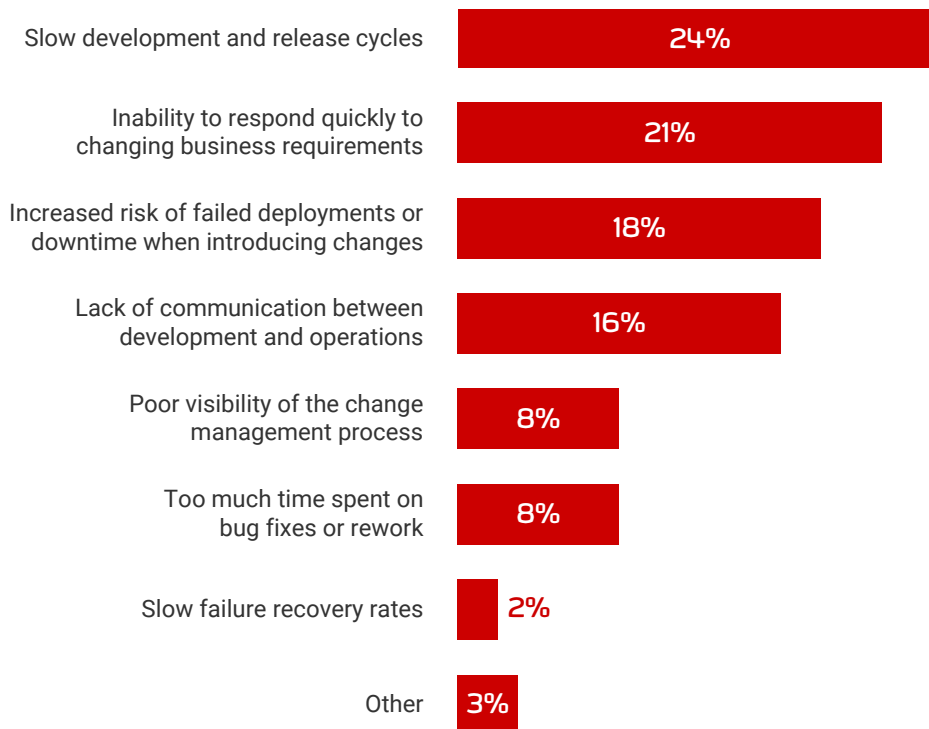 Slow development and release cycles
24%
Inability to respond quickly to
changing business requirements
21%
Increased risk of failed deployments or
downtime when introducing changes
18%
Lack of communication between
development and operations
16%
Poor visibility of the change
management process
8%
Too much time spent on
bug fixes or rework
8%
Slow failure recovery rates
2%
Other
3%